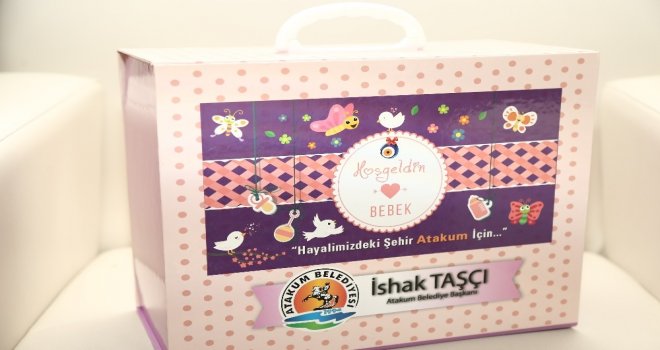 Hoşgeldin
BEBEK
"Hayalimizdeki Şehir Atakum İçin..."
ATAKUM BELEDİYESİ
İshak TAŞÇI
Atakum Belediye Başkanı